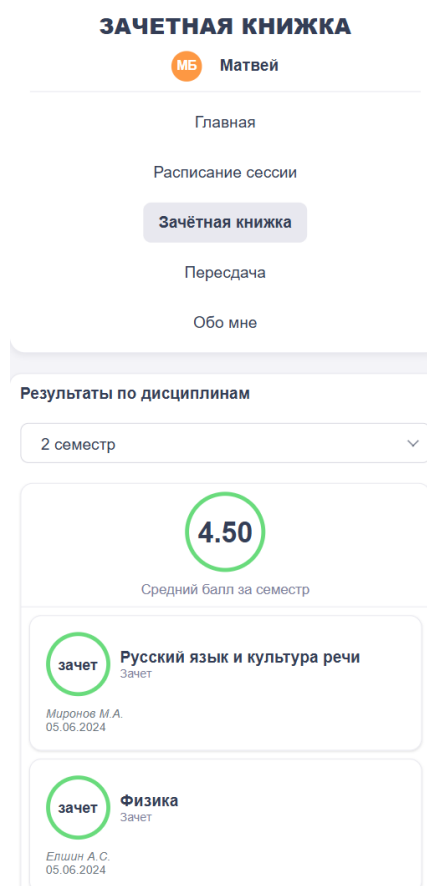 ЗАЧЕТНАЯ КНИЖКА
МБ Матвей
Главная
Расписание сессии
Зачётная книжка
Пересдача
Обо мне
Результаты по дисциплинам
2 семестр
4.50
Средний балл за семестр
зачет
Русский язык и культура речи
Зачет
Миронов М.А.
05.06.2024
зачет
Физика
Зачет
Елшин А.С.
05.06.2024